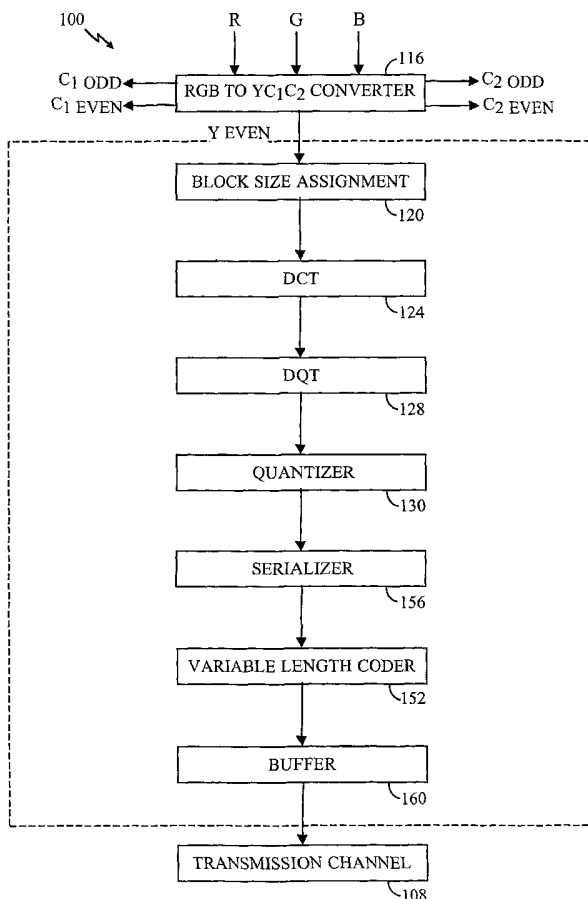 100
R G B
116
C1 ODD RGB TO YC1C2 CONVERTER C2 ODD
C1 EVEN C2 EVEN
Y EVEN
BLOCK SIZE ASSIGNMENT
120
DCT
124
DQT
128
QUANTIZER
130
SERIALIZER
156
VARIABLE LENGTH CODER
152
BUFFER
160
TRANSMISSION CHANNEL
108